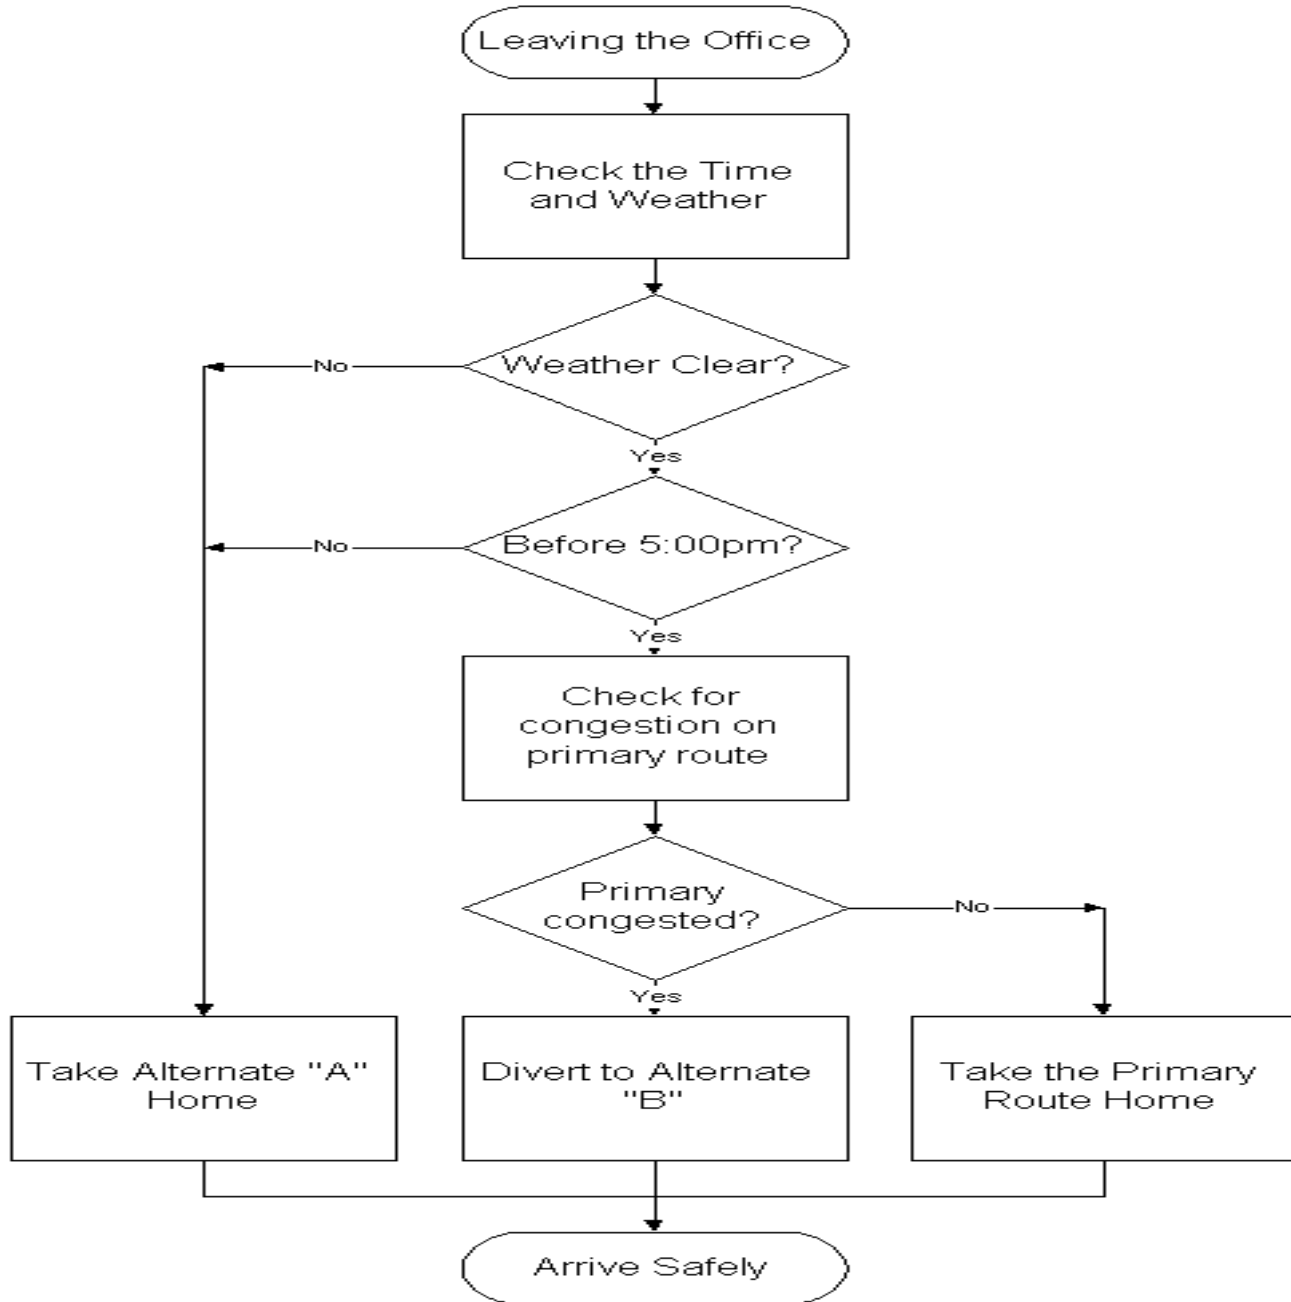 Leaving the Office
Check the Time
and Weather
Weather Clear?
No
Yes
Before 5:00pm?
No
Yes
Check for
congestion on
primary route
Primary
congested?
No
Yes
Take Alternate "A"
Home
Divert to Alternate
"B"
Take the Primary
Route Home
Arrive Safely